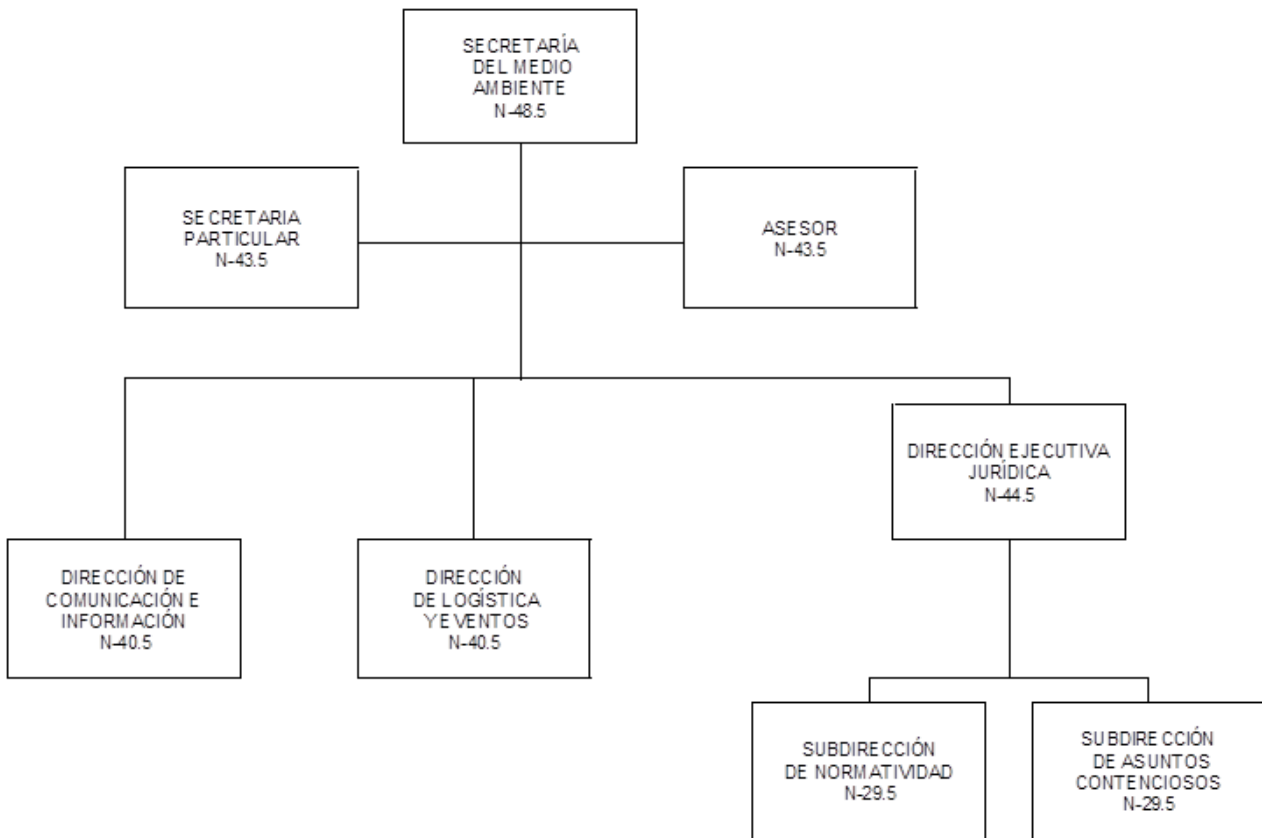 SECRETARÍA
DEL MEDIO
AMBIENTE
N-48.5
SECRETARIA
PARTICULAR
N-43.5
ASESOR
N-43.5
DIRECCIÓN EJECUTIVA
JURÍDICA
N-44.5
DIRECCIÓN DE
COMUNICACIÓN E
INFORMACIÓN
N-40.5
DIRECCIÓN
DE LOGÍSTICA
Y EVENTOS
N-40.5
SUBDIRECCIÓN
DE NORMATIVIDAD
N-29.5
SUBDIRECCIÓN
DE ASUNTOS
CONTENCIOSOS
N-29.5